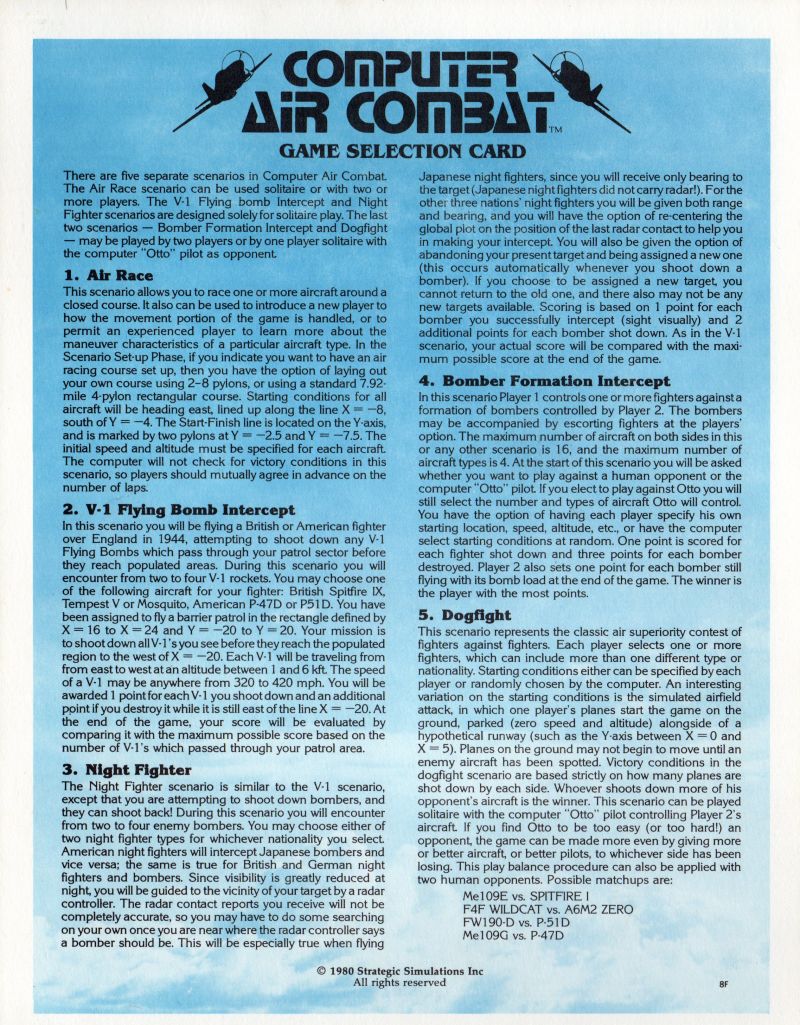 COMPUTER
AIR COMBAT™
GAME SELECTION CARD
There are five separate scenarios in Computer Air Combat.
The Air Race scenario can be used solitaire or with two or
more players. The V-1 Flying bomb Intercept and Night
Fighter scenarios are designed solely for solitaire play. The last
two scenarios — Bomber Formation Intercept and Dogfight
— may be played by two players or by one player solitaire with
the computer "Otto" pilot as opponent.
1. Air Race
This scenario allows you to race one or more aircraft around a
closed course. It also can be used to introduce a new player to
how the movement portion of the game is handled, or to
permit an experienced player to learn more about the
maneuver characteristics of a particular aircraft type. In the
Scenario Set-up Phase, if you indicate you want to have an air
racing course set up, then you have the option of laying out
your own course using 2–8 pylons, or using a standard 7.92-
mile 4-pylon rectangular course. Starting conditions for all
aircraft will be heading east, lined up along the line X = −8,
south of Y = −4. The Start-Finish line is located on the Y-axis,
and is marked by two pylons at Y = −2.5 and Y = −7.5. The
initial speed and altitude must be specified for each aircraft.
The computer will not check for victory conditions in this
scenario, so players should mutually agree in advance on the
number of laps.
2. V-1 Flying Bomb Intercept
In this scenario you will be flying a British or American fighter
over England in 1944, attempting to shoot down any V-1
Flying Bombs which pass through your patrol sector before
they reach populated areas. During this scenario you will
encounter from two to four V-1 rockets. You may choose one
of the following aircraft for your fighter: British Spitfire IX,
Tempest V or Mosquito, American P-47D or P51D. You have
been assigned to fly a barrier patrol in the rectangle defined by
X = 16 to X = 24 and Y = −20 to Y = 20. Your mission is
to shoot down all V-1's you see before they reach the populated
region to the west of X = −20. Each V-1 will be traveling from
from east to west at an altitude between 1 and 6 kft. The speed
of a V-1 may be anywhere from 320 to 420 mph. You will be
awarded 1 point for each V-1 you shoot down and an additional
point if you destroy it while it is still east of the line X = −20. At
the end of the game, your score will be evaluated by
comparing it with the maximum possible score based on the
number of V-1's which passed through your patrol area.
3. Night Fighter
The Night Fighter scenario is similar to the V-1 scenario,
except that you are attempting to shoot down bombers, and
they can shoot back! During this scenario you will encounter
from two to four enemy bombers. You may choose either of
two night fighter types for whichever nationality you select.
American night fighters will intercept Japanese bombers and
vice versa; the same is true for British and German night
fighters and bombers. Since visibility is greatly reduced at
night, you will be guided to the vicinity of your target by a radar
controller. The radar contact reports you receive will not be
completely accurate, so you may have to do some searching
on your own once you are near where the radar controller says
a bomber should be. This will be especially true when flying
Japanese night fighters, since you will receive only bearing to
the target (Japanese night fighters did not carry radar!). For the
other three nations' night fighters you will be given both range
and bearing, and you will have the option of re-centering the
global plot on the position of the last radar contact to help you
in making your intercept. You will also be given the option of
abandoning your present target and being assigned a new one
(this occurs automatically whenever you shoot down a
bomber). If you choose to be assigned a new target, you
cannot return to the old one, and there also may not be any
new targets available. Scoring is based on 1 point for each
bomber you successfully intercept (sight visually) and 2
additional points for each bomber shot down. As in the V-1
scenario, your actual score will be compared with the maxi-
mum possible score at the end of the game.
4. Bomber Formation Intercept
In this scenario Player 1 controls one or more fighters against a
formation of bombers controlled by Player 2. The bombers
may be accompanied by escorting fighters at the players'
option. The maximum number of aircraft on both sides in this
or any other scenario is 16, and the maximum number of
aircraft types is 4. At the start of this scenario you will be asked
whether you want to play against a human opponent or the
computer "Otto" pilot. If you elect to play against Otto you will
still select the number and types of aircraft Otto will control.
You have the option of having each player specify his own
starting location, speed, altitude, etc., or have the computer
select starting conditions at random. One point is scored for
each fighter shot down and three points for each bomber
destroyed. Player 2 also sets one point for each bomber still
flying with its bomb load at the end of the game. The winner is
the player with the most points.
5. Dogfight
This scenario represents the classic air superiority contest of
fighters against fighters. Each player selects one or more
fighters, which can include more than one different type or
nationality. Starting conditions either can be specified by each
player or randomly chosen by the computer. An interesting
variation on the starting conditions is the simulated airfield
attack, in which one player's planes start the game on the
ground, parked (zero speed and altitude) alongside of a
hypothetical runway (such as the Y-axis between X = 0 and
X = 5). Planes on the ground may not begin to move until an
enemy aircraft has been spotted. Victory conditions in the
dogfight scenario are based strictly on how many planes are
shot down by each side. Whoever shoots down more of his
opponent's aircraft is the winner. This scenario can be played
solitaire with the computer "Otto" pilot controlling Player 2's
aircraft. If you find Otto to be too easy (or too hard!) an
opponent, the game can be made more even by giving more
or better aircraft, or better pilots, to whichever side has been
losing. This play balance procedure can also be applied with
two human opponents. Possible matchups are:
Me109E vs. SPITFIRE I
F4F WILDCAT vs. A6M2 ZERO
FW190-D vs. P-51D
Me109G vs. P-47D
© 1980 Strategic Simulations Inc
All rights reserved
8F